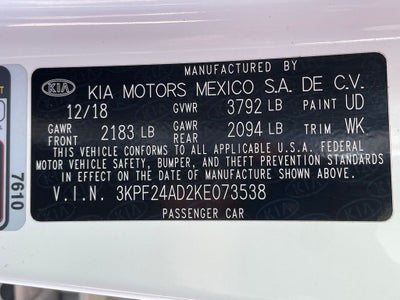 MANUFACTURED BY
KIA KIA MOTORS MEXICO S.A. DE C.V.
12/18 GVWR 3792 LB PAINT UD
GAWR FRONT 2183 LB GAWR REAR 2094 LB TRIM WK
THIS VEHICLE CONFORMS TO ALL APPLICABLE U.S.A. FEDERAL
MOTOR VEHICLE SAFETY, BUMPER, AND THEFT PREVENTION STANDARDS
IN EFFECT ON THE DATE OF MANUFACTURE SHOWN ABOVE.
V.I.N. 3KPF24AD2KE073538
PASSENGER CAR
7610